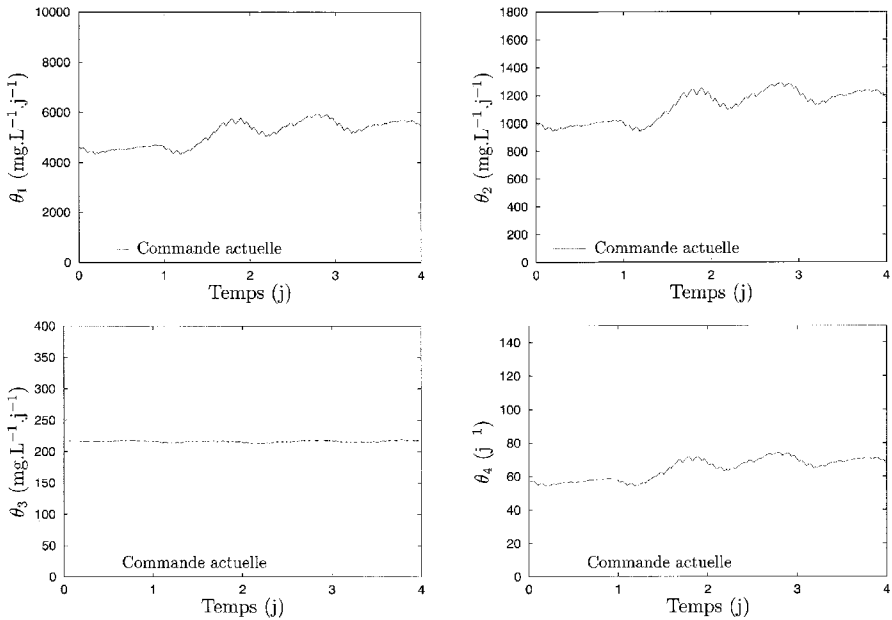 10000
8000
6000
4000
2000
0
θ1 (mg.L−1.j−1)
Commande actuelle
0 1 2 3 4
Temps (j)
1800
1600
1400
1200
1000
800
600
400
200
0
θ2 (mg.L−1.j−1)
Commande actuelle
0 1 2 3 4
Temps (j)
400
350
300
250
200
150
100
50
0
θ3 (mg.L−1.j−1)
Commande actuelle
0 1 2 3 4
Temps (j)
140
120
100
80
60
40
20
0
θ4 (j−1)
Commande actuelle
0 1 2 3 4
Temps (j)